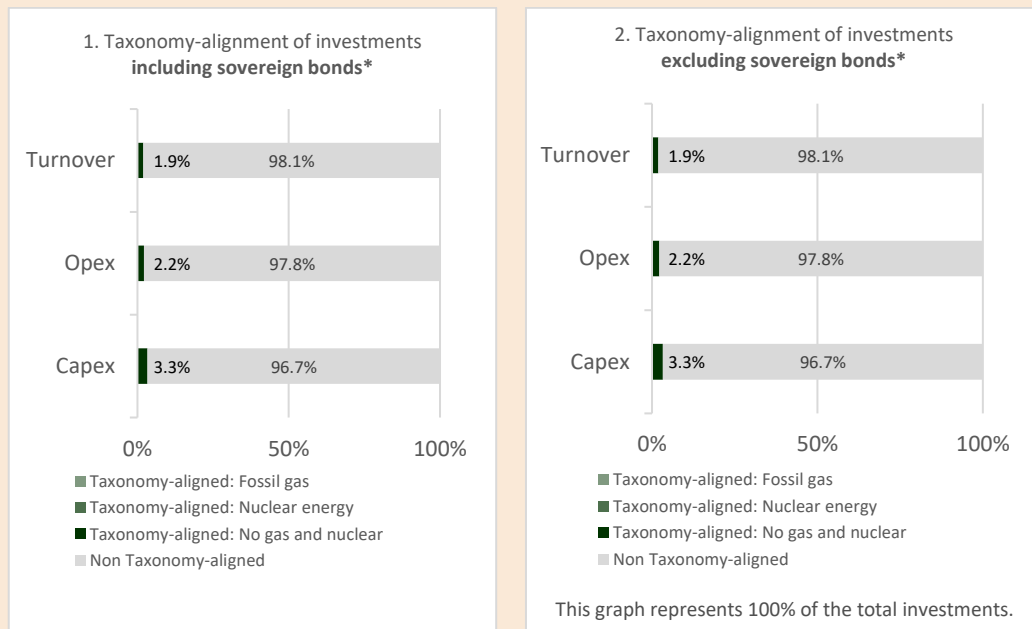 1. Taxonomy-alignment of investments
including sovereign bonds*
Turnover
1.9%
98.1%
Opex
2.2%
97.8%
Capex
3.3%
96.7%
0%
50%
100%
Taxonomy-aligned: Fossil gas
Taxonomy-aligned: Nuclear energy
Taxonomy-aligned: No gas and nuclear
Non Taxonomy-aligned
2. Taxonomy-alignment of investments
excluding sovereign bonds*
Turnover
1.9%
98.1%
Opex
2.2%
97.8%
Capex
3.3%
96.7%
0%
50%
100%
Taxonomy-aligned: Fossil gas
Taxonomy-aligned: Nuclear energy
Taxonomy-aligned: No gas and nuclear
Non Taxonomy-aligned
This graph represents 100% of the total investments.